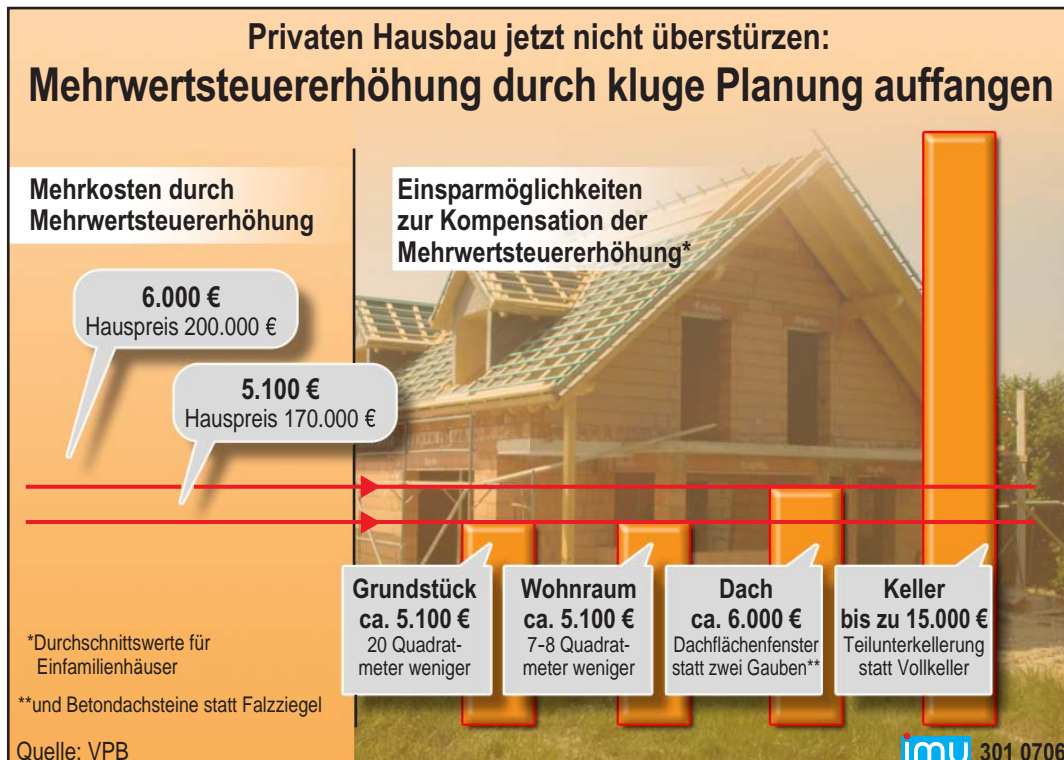 Privaten Hausbau jetzt nicht überstürzen:
Mehrwertsteuererhöhung durch kluge Planung auffangen
Mehrkosten durch
Mehrwertsteuererhöhung
Einsparmöglichkeiten
zur Kompensation der
Mehrwertsteuererhöhung*
6.000 €
Hauspreis 200.000 €
5.100 €
Hauspreis 170.000 €
Grundstück
ca. 5.100 €
20 Quadrat-
meter weniger
Wohnraum
ca. 5.100 €
7-8 Quadrat-
meter weniger
Dach
ca. 6.000 €
Dachflächenfenster
statt zwei Gauben**
Keller
bis zu 15.000 €
Teilunterkellerung
statt Vollkeller
*Durchschnittswerte für
Einfamilienhäuser
**und Betondachsteine statt Falzziegel
Quelle: VPB
imu 301 0706